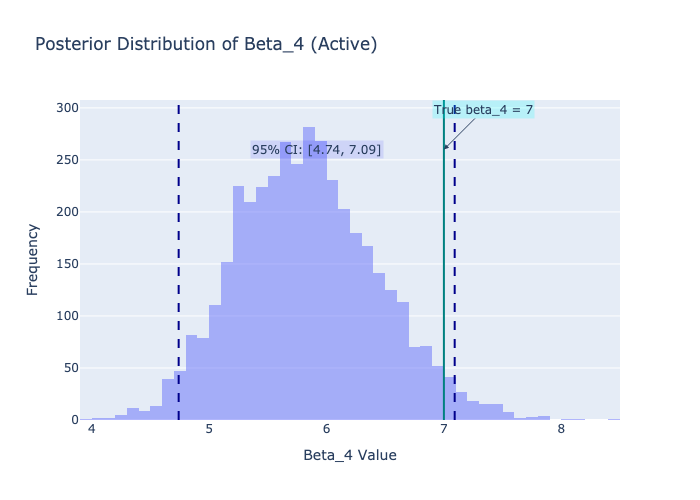 Posterior Distribution of Beta_4 (Active)
True beta_4 = 7
95% CI: [4.74, 7.09]
Frequency
300
250
200
150
100
50
0
4 5 6 7 8
Beta_4 Value